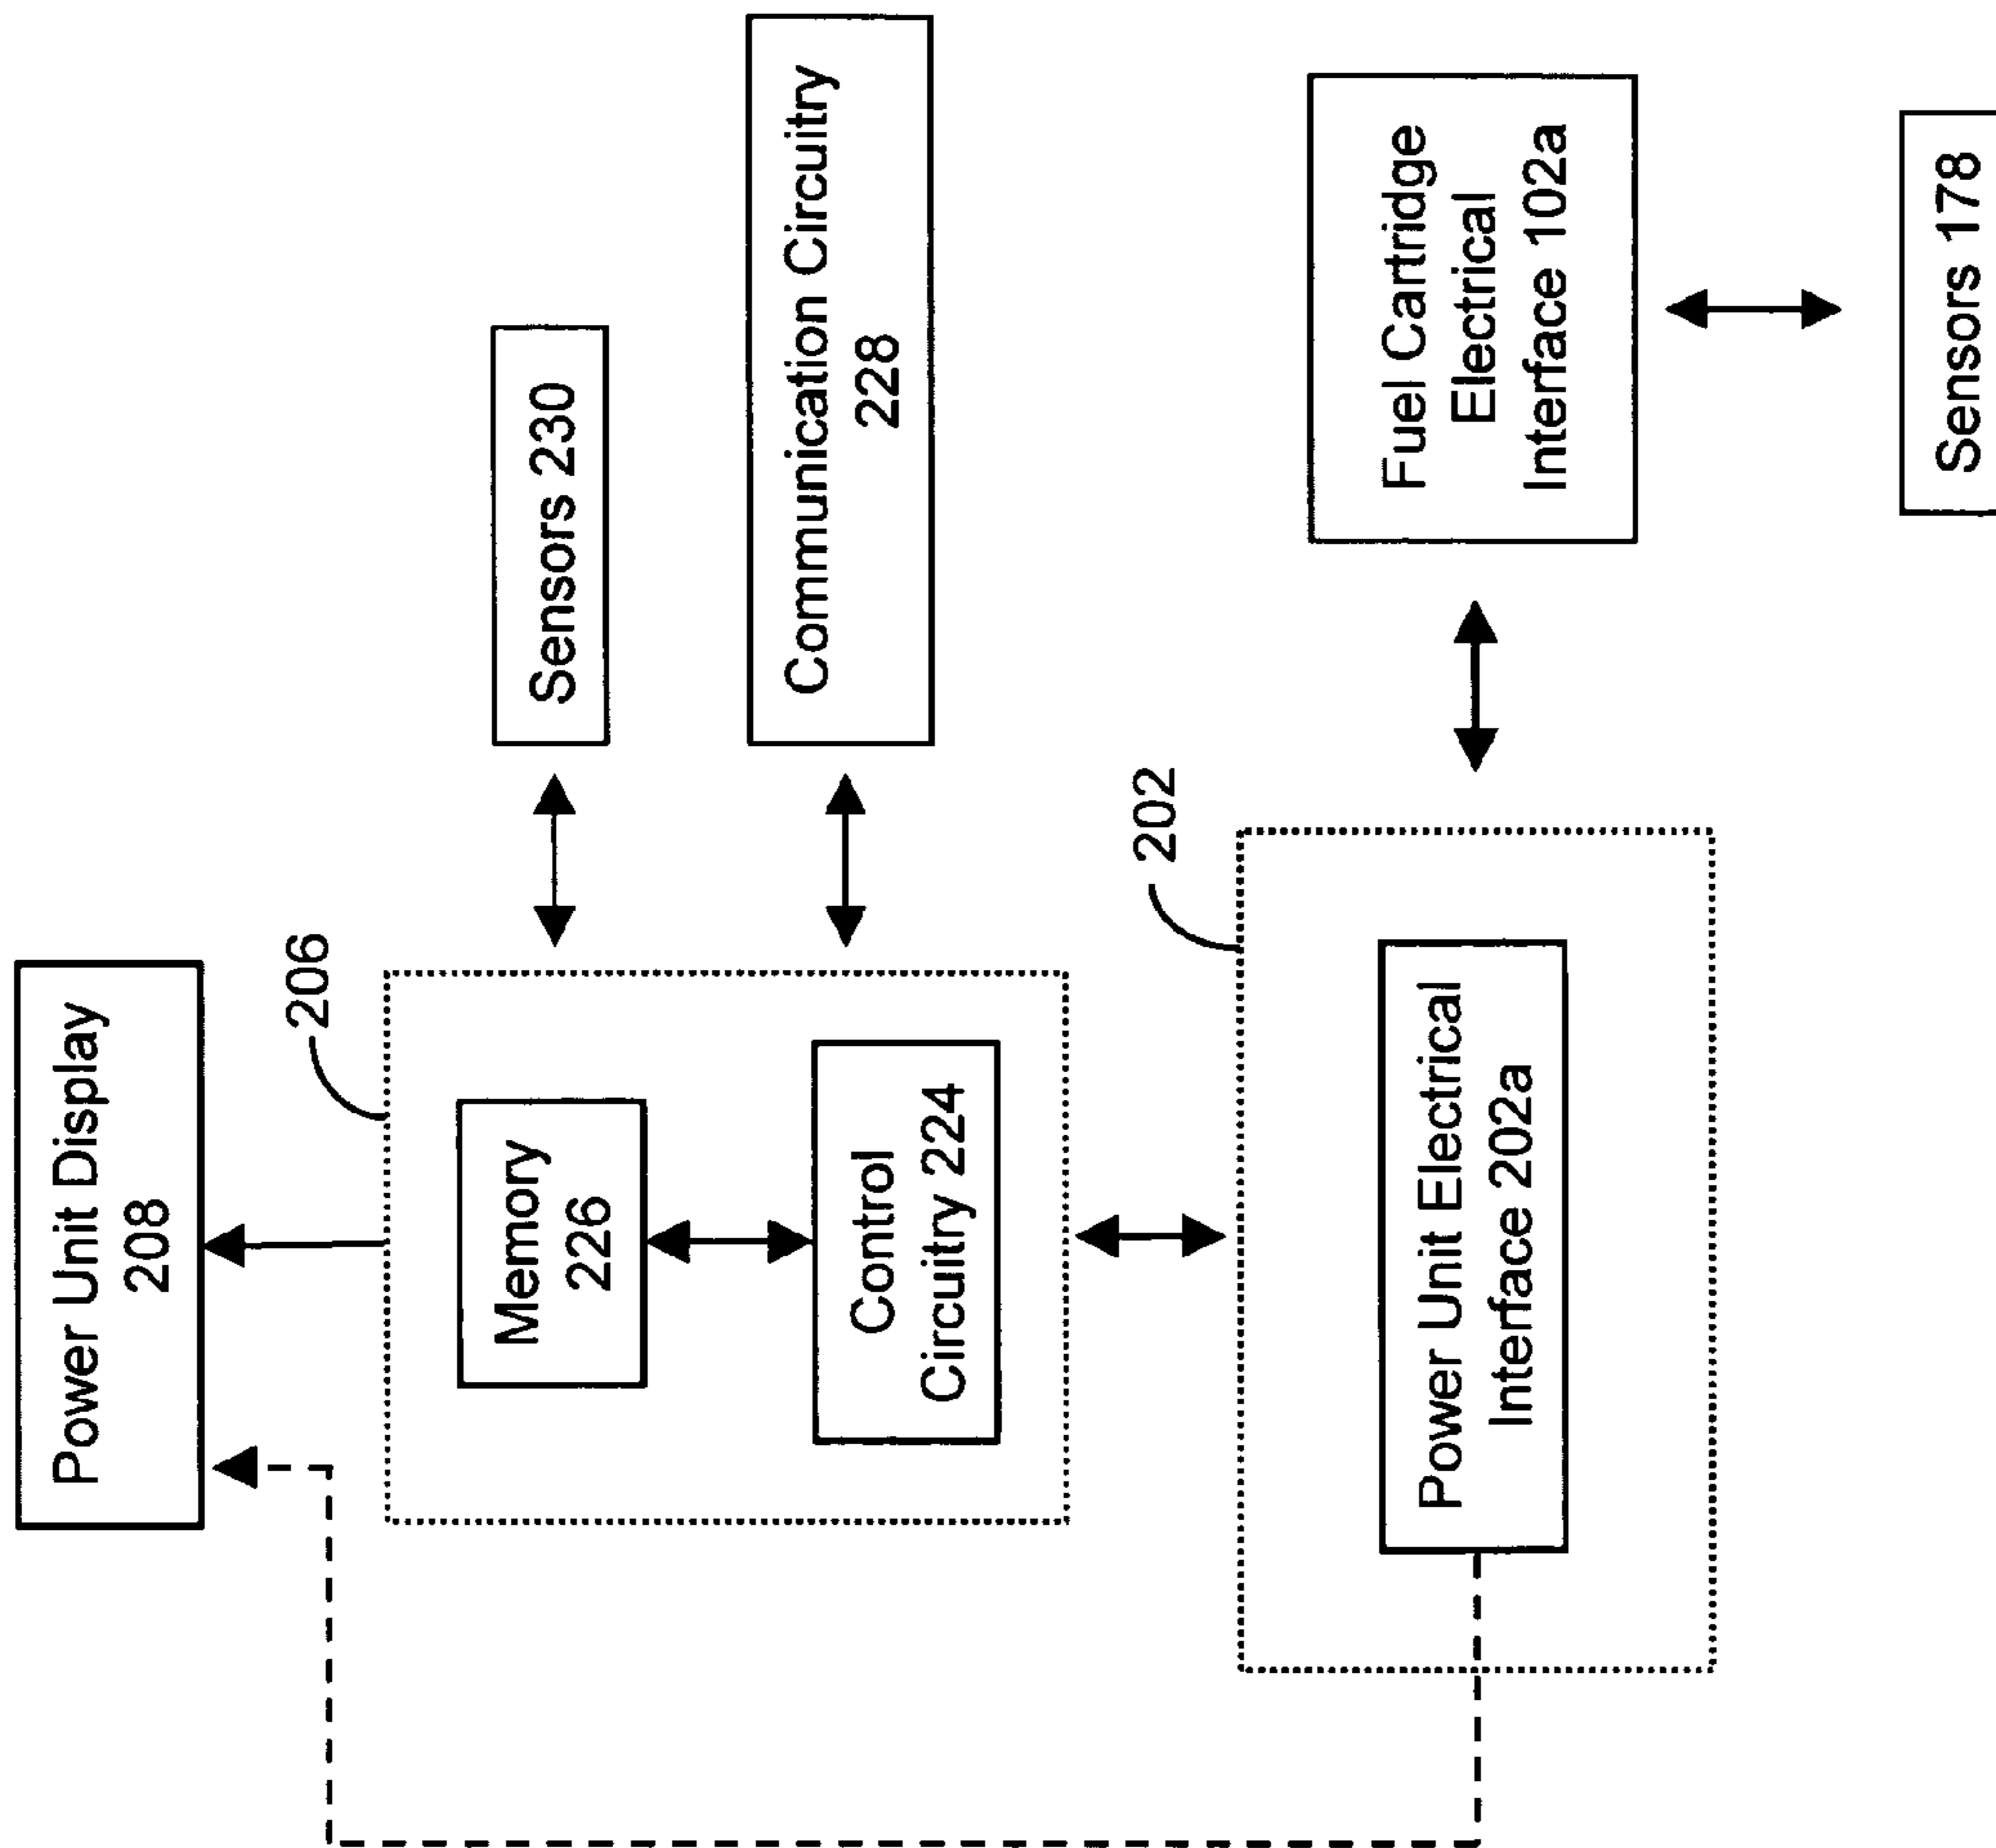 Power Unit Display
208
206
Memory
226
Control
Circuitry 224
Sensors 230
Communication Circuitry
228
202
Power Unit Electrical
Interface 202a
Fuel Cartridge
Electrical
Interface 102a
Sensors 178